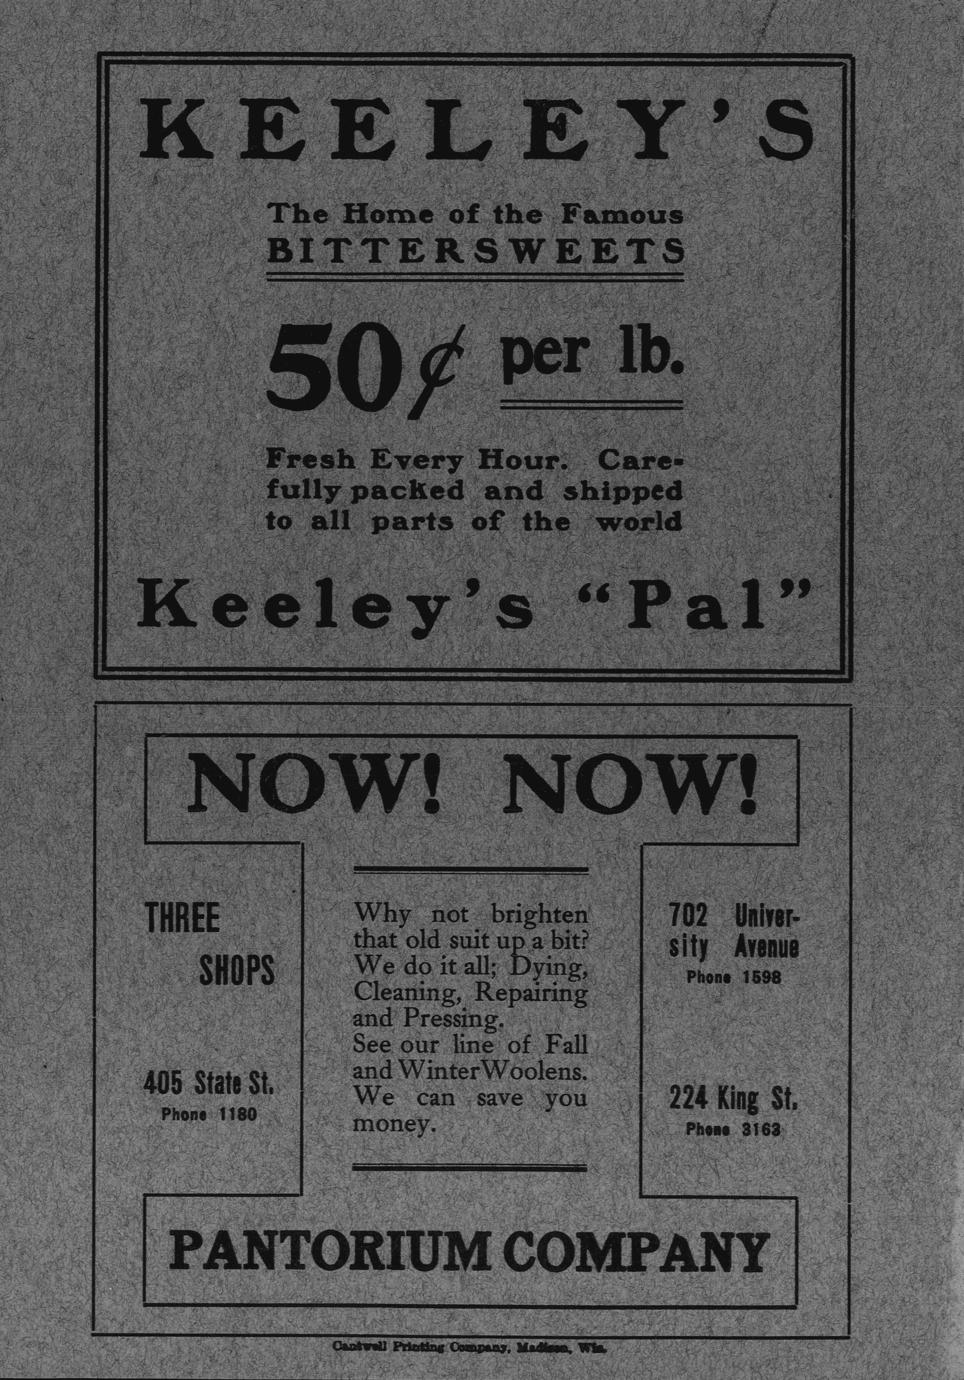 KEELEY'S
The Home of the Famous
BITTERSWEETS
50¢ per lb.
Fresh Every Hour. Care-
fully packed and shipped
to all parts of the world
Keeley's "Pal"
NOW! NOW!
THREE
SHOPS
405 State St.
Phone 1180
Why not brighten
that old suit up a bit?
We do it all; Dying,
Cleaning, Repairing
and Pressing.
See our line of Fall
and Winter Woolens.
We can save you
money.
702 Univer-
sity Avenue
Phone 1598
224 King St.
Phone 3163
PANTORIUM COMPANY
Cantwell Printing Company, Madison, Wis.